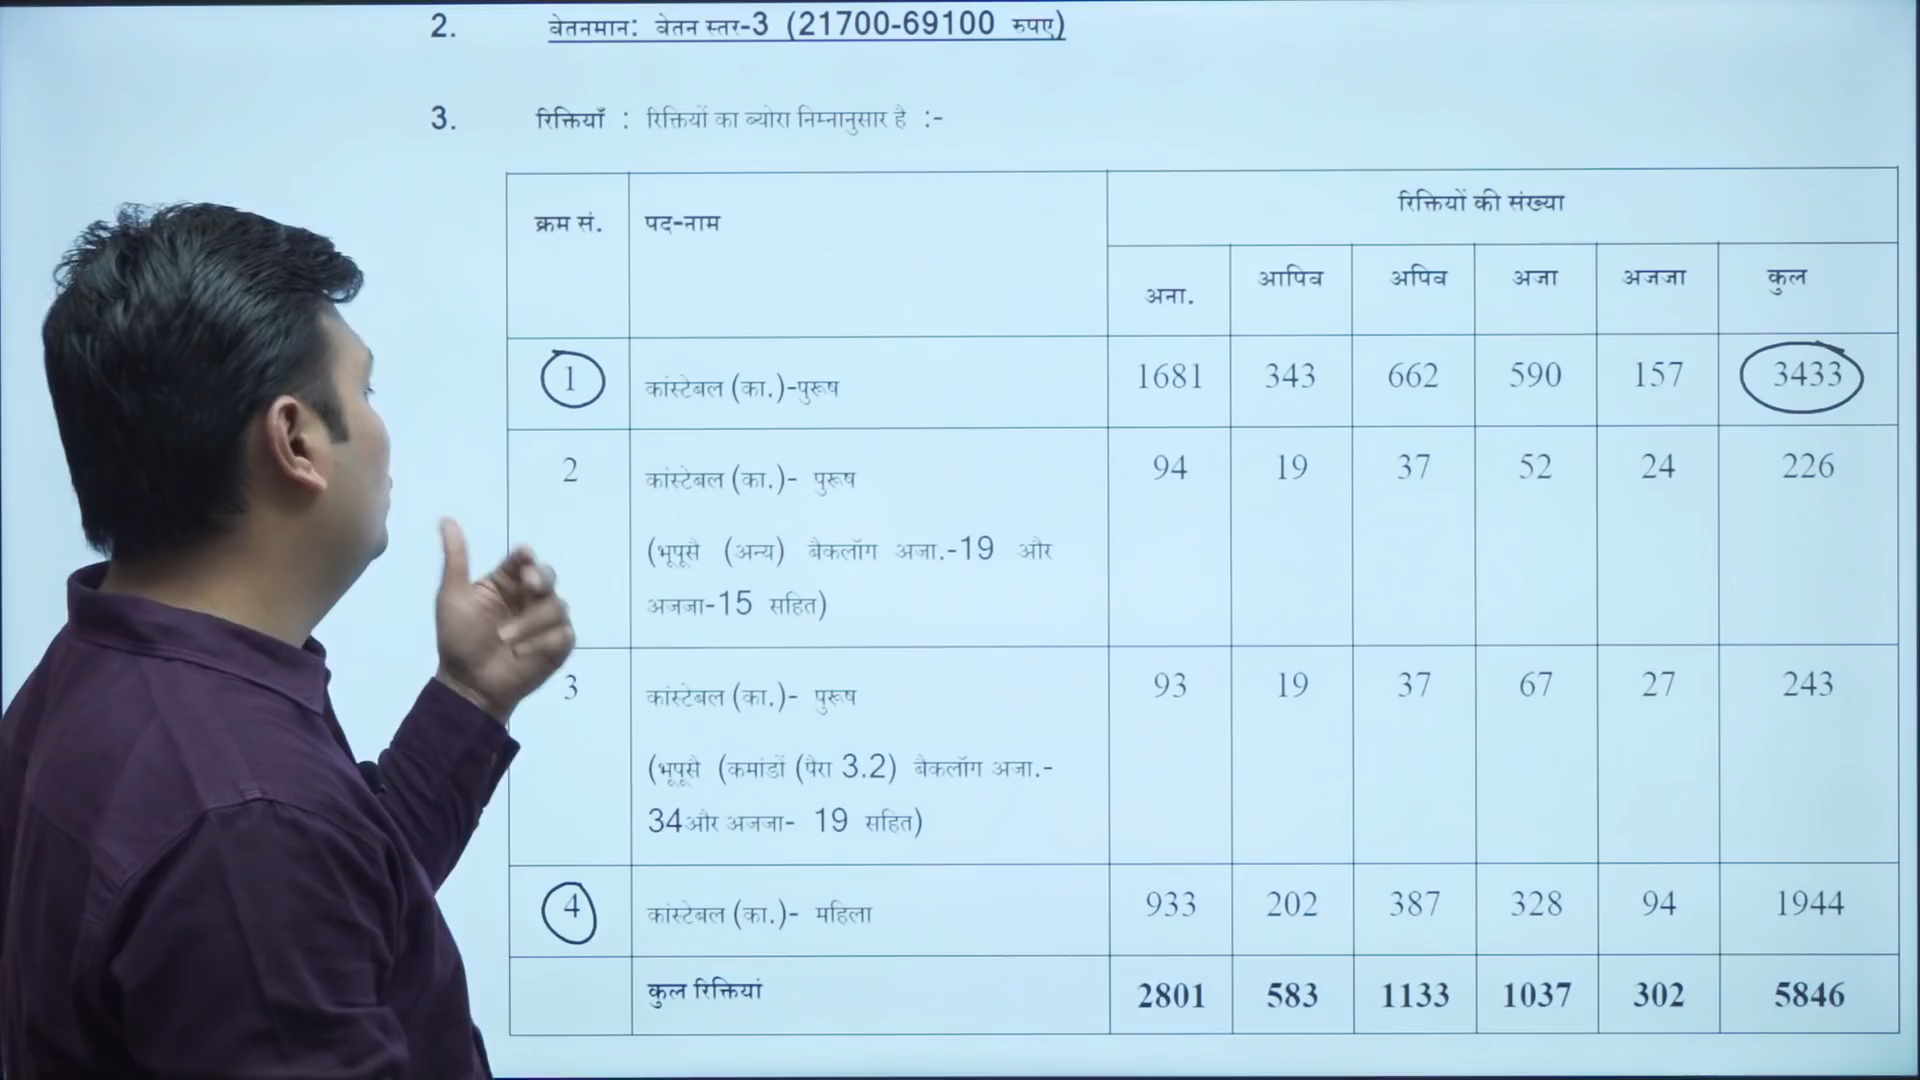 2. वेतनमान: वेतन स्तर-3 (21700-69100 रुपए)
3. रिक्तियाँ : रिक्तियों का ब्योरा निम्नानुसार है :-
क्रम सं. पद-नाम रिक्तियों की संख्या
अना. आपिव अपिव अजा अजजा कुल
1 कांस्टेबल (का.)-पुरूष 1681 343 662 590 157 3433
2 कांस्टेबल (का.)- पुरूष 94 19 37 52 24 226
(भूपूसै (अन्य) बैकलॉग अजा.-19 और
अजजा-15 सहित)
3 कांस्टेबल (का.)- पुरूष 93 19 37 67 27 243
(भूपूसै (कमांडों (पैरा 3.2) बैकलॉग अजा.-
34और अजजा- 19 सहित)
4 कांस्टेबल (का.)- महिला 933 202 387 328 94 1944
कुल रिक्तियां 2801 583 1133 1037 302 5846